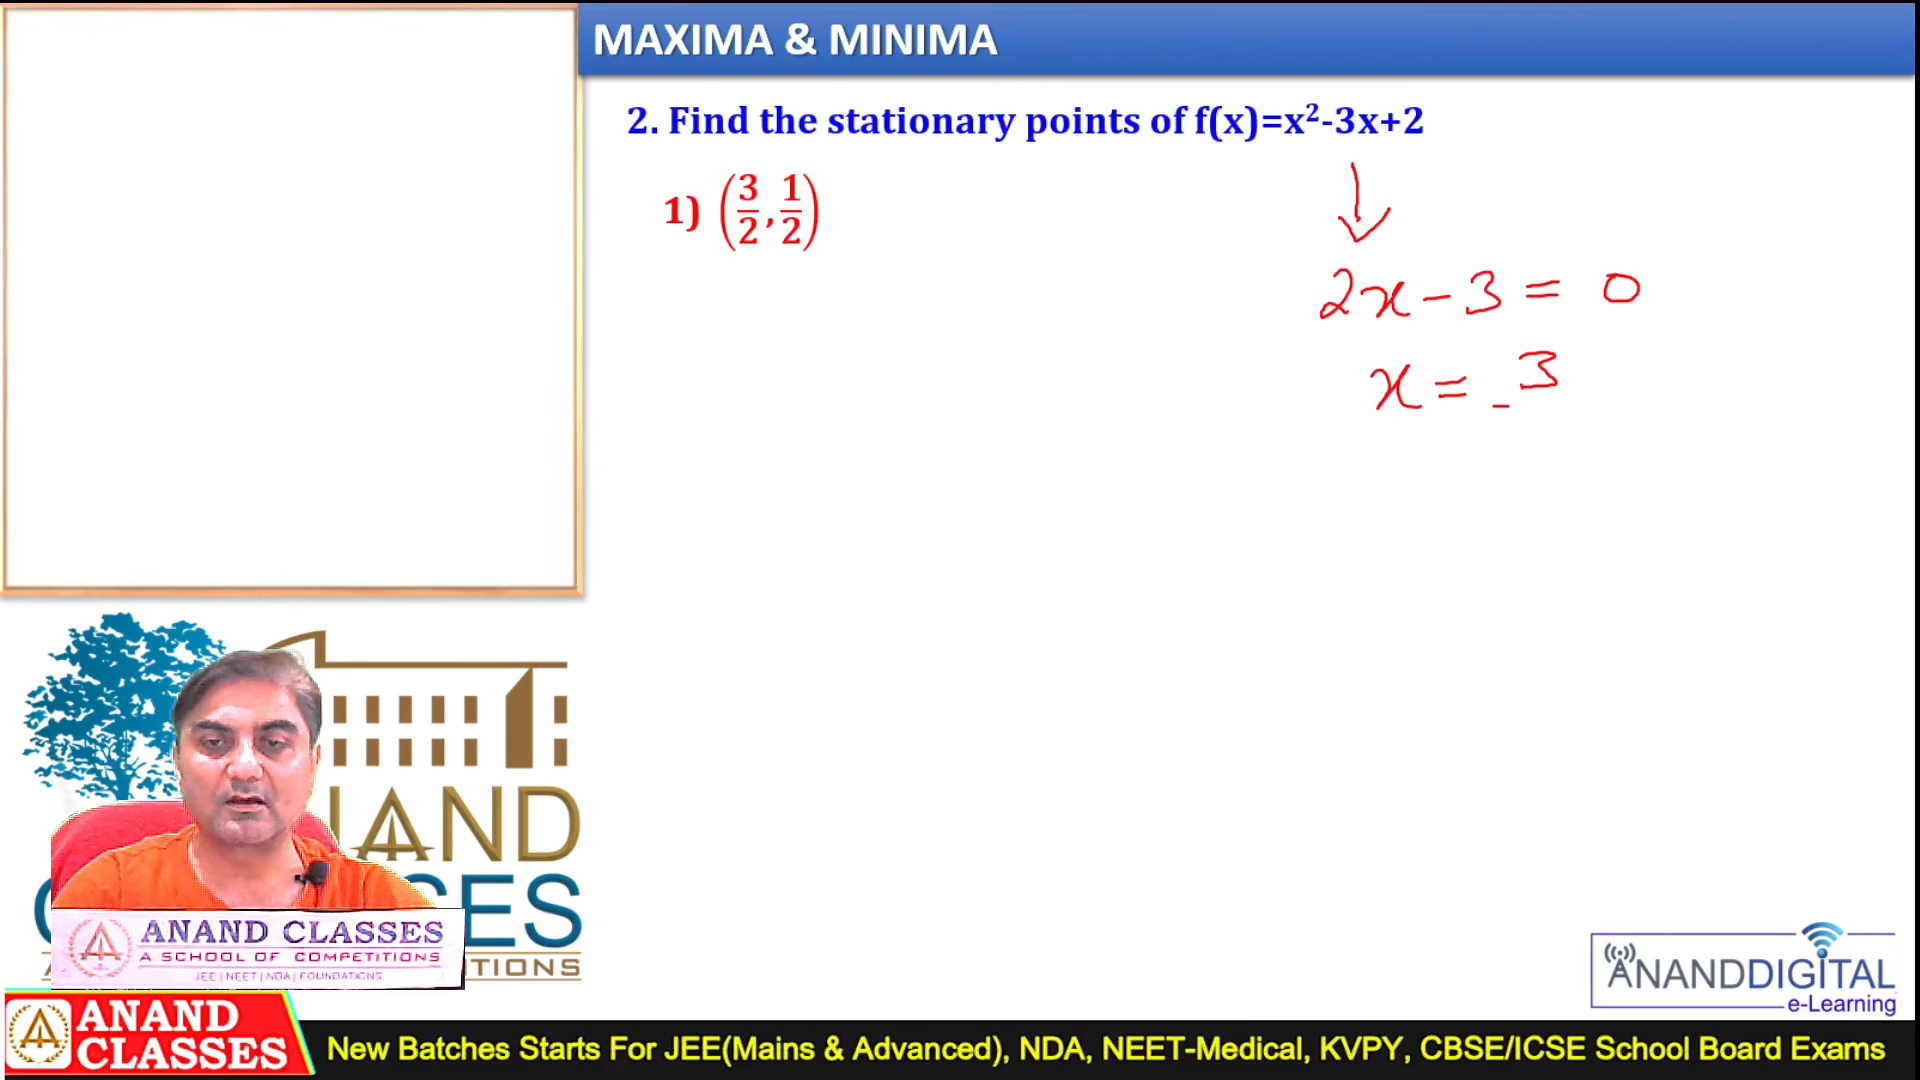 MAXIMA & MINIMA
2. Find the stationary points of f(x)=x²-3x+2
1) (3/2, 1/2)
2x - 3 = 0
x = 3
AND
ES
TIONS
ANAND CLASSES
A SCHOOL OF COMPETITIONS
JEE | NEET | NDA | FOUNDATIONS
ANANDDIGITAL
e-Learning
ANAND
CLASSES
New Batches Starts For JEE(Mains & Advanced), NDA, NEET-Medical, KVPY, CBSE/ICSE School Board Exams